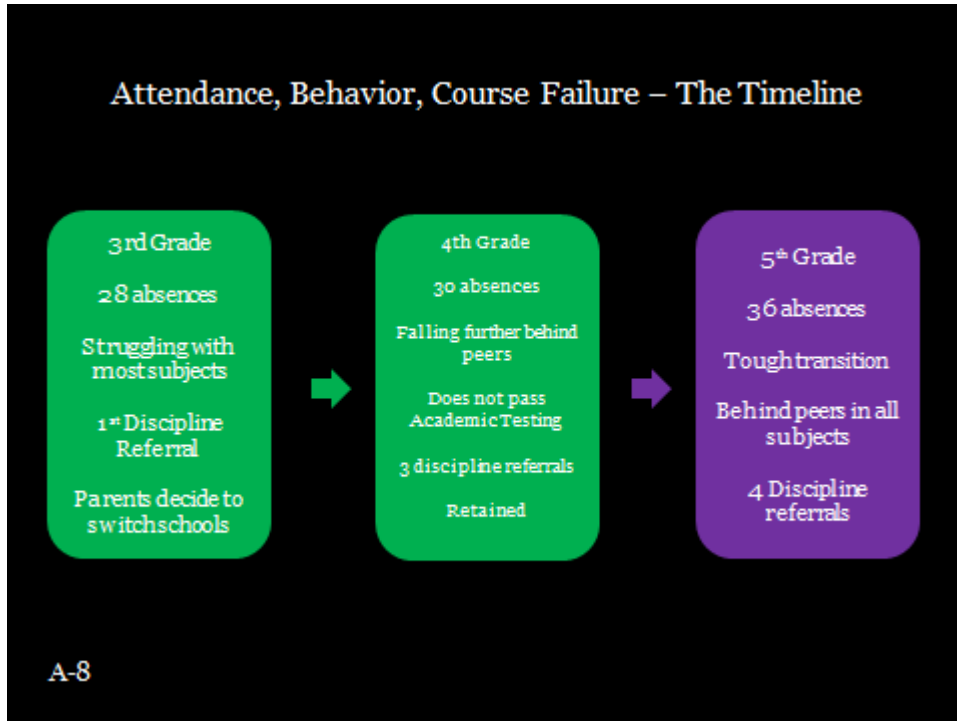 Attendance, Behavior, Course Failure – The Timeline
3rd Grade
28 absences
Struggling with
most subjects
1st Discipline
Referral
Parents decide to
switch schools
4th Grade
30 absences
Falling further behind
peers
Does not pass
Academic Testing
3 discipline referrals
Retained
5th Grade
36 absences
Tough transition
Behind peers in all
subjects
4 Discipline
referrals
A-8